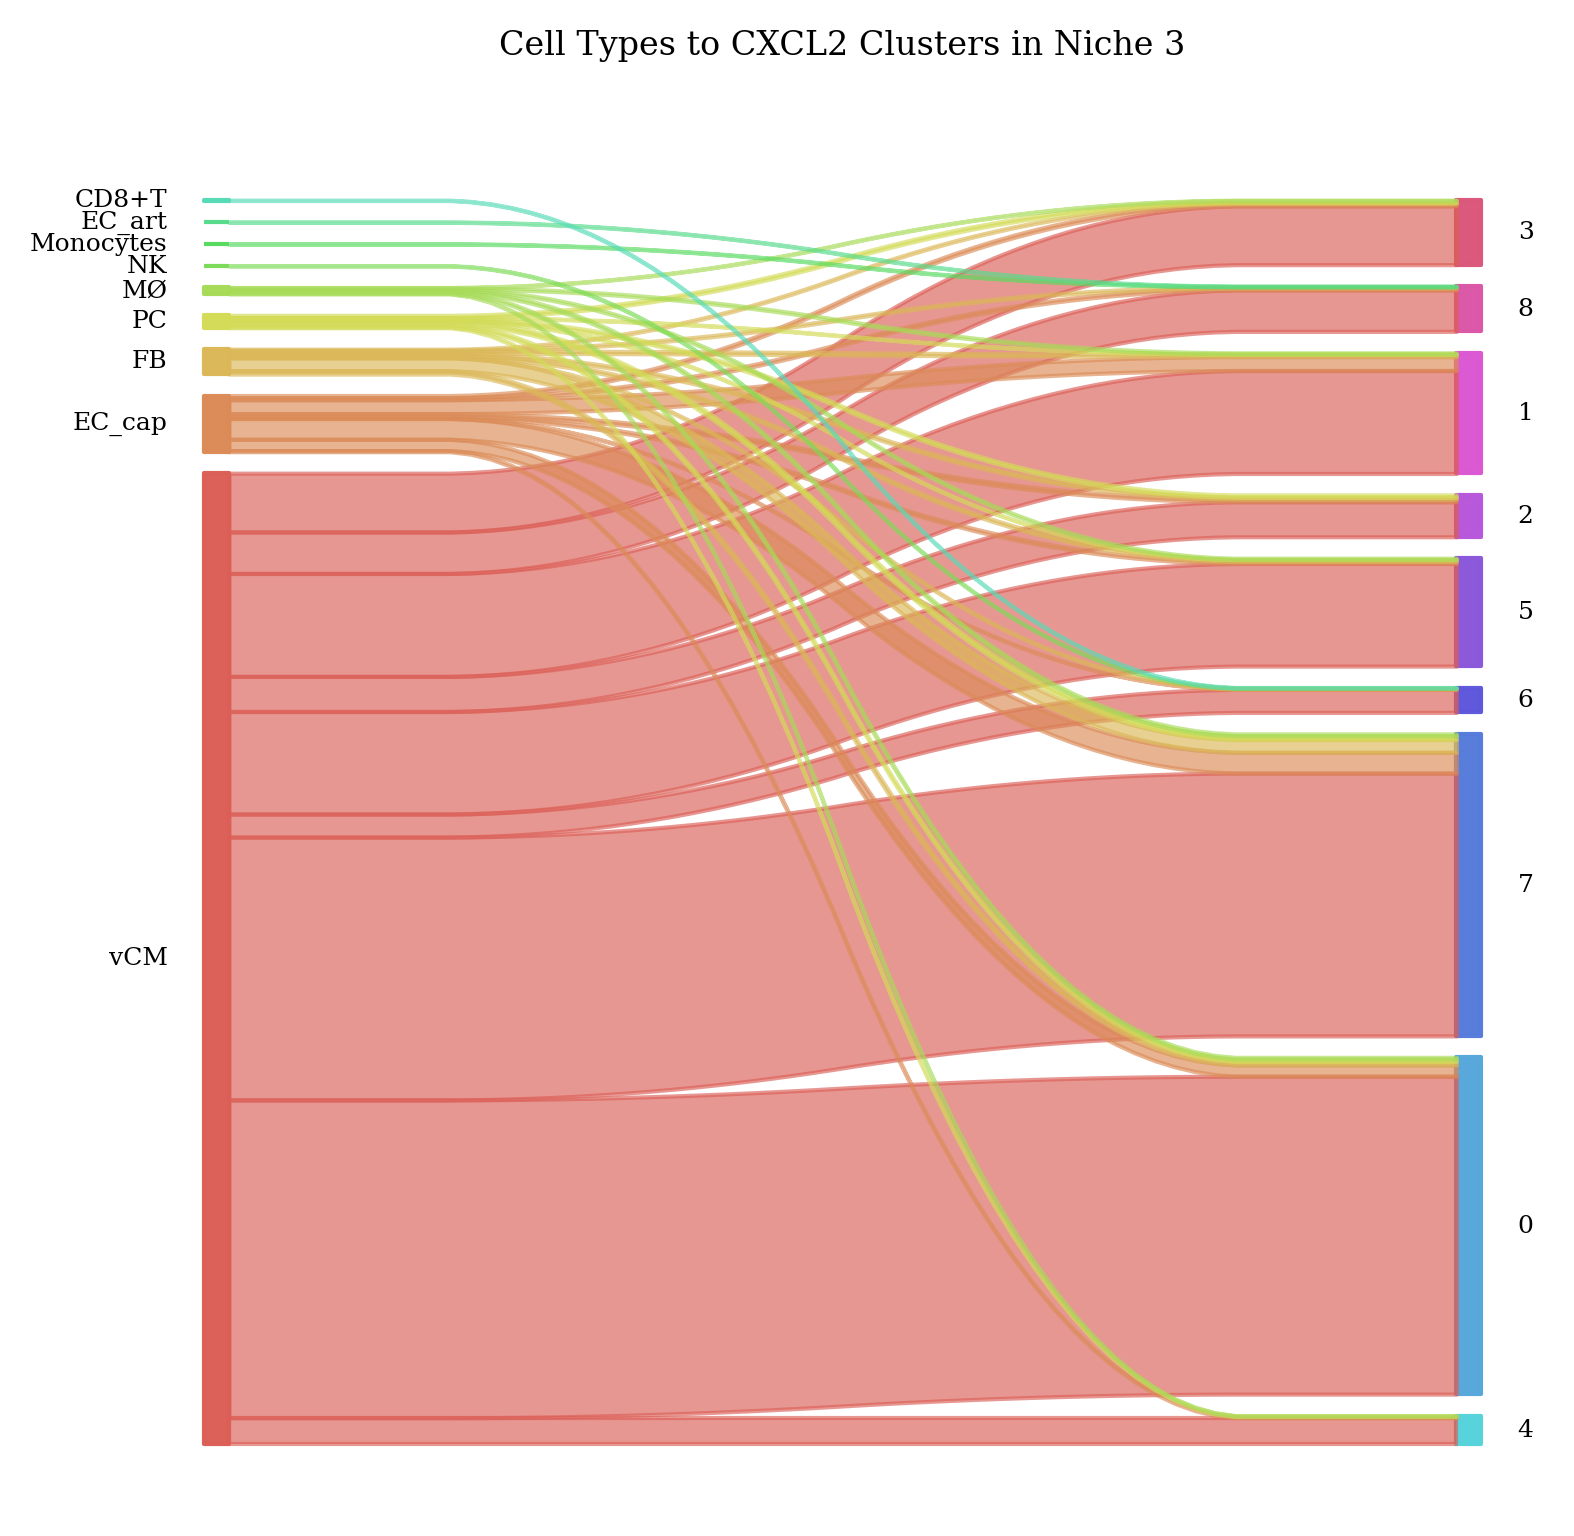 Cell Types to CXCL2 Clusters in Niche 3
CD8+T
EC_art
Monocytes
NK
MØ
PC
FB
EC_cap
vCM
3
8
1
2
5
6
7
0
4